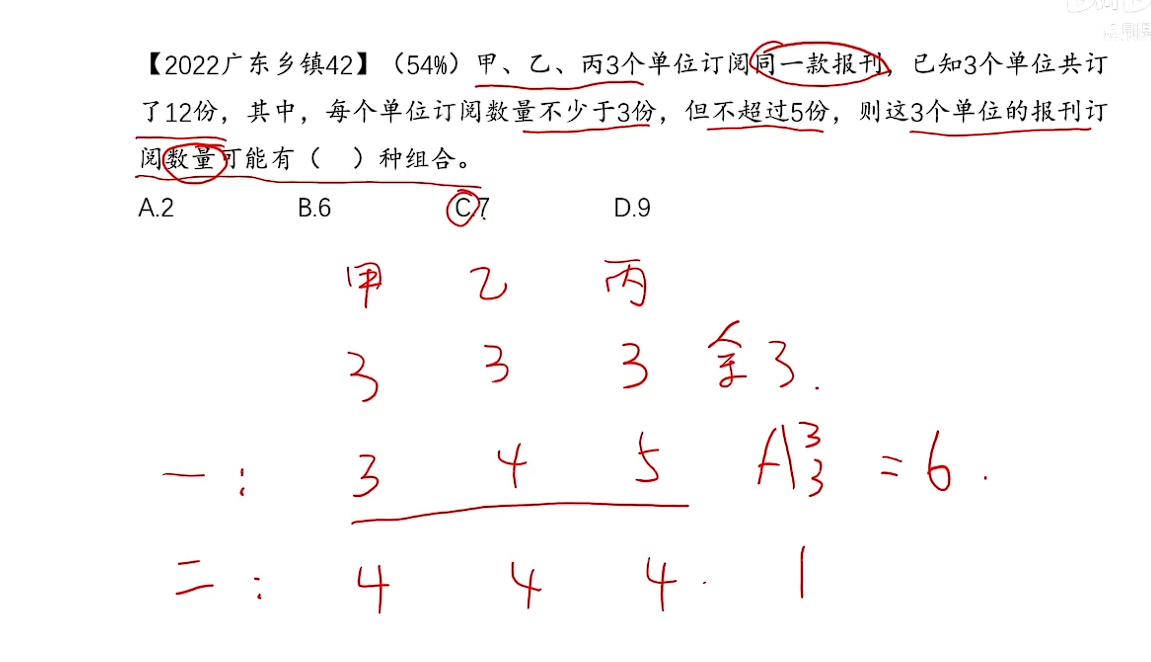 【2022广东乡镇42】（54%）甲、乙、丙3个单位订阅同一款报刊，已知3个单位共订
了12份，其中，每个单位订阅数量不少于3份，但不超过5份，则这3个单位的报刊订
阅数量可能有（ ）种组合。
A.2 B.6 C.7 D.9
甲 乙 丙
3 3 3 余3.
一： 3 4 5 A³₃ = 6.
二： 4 4 4. 1